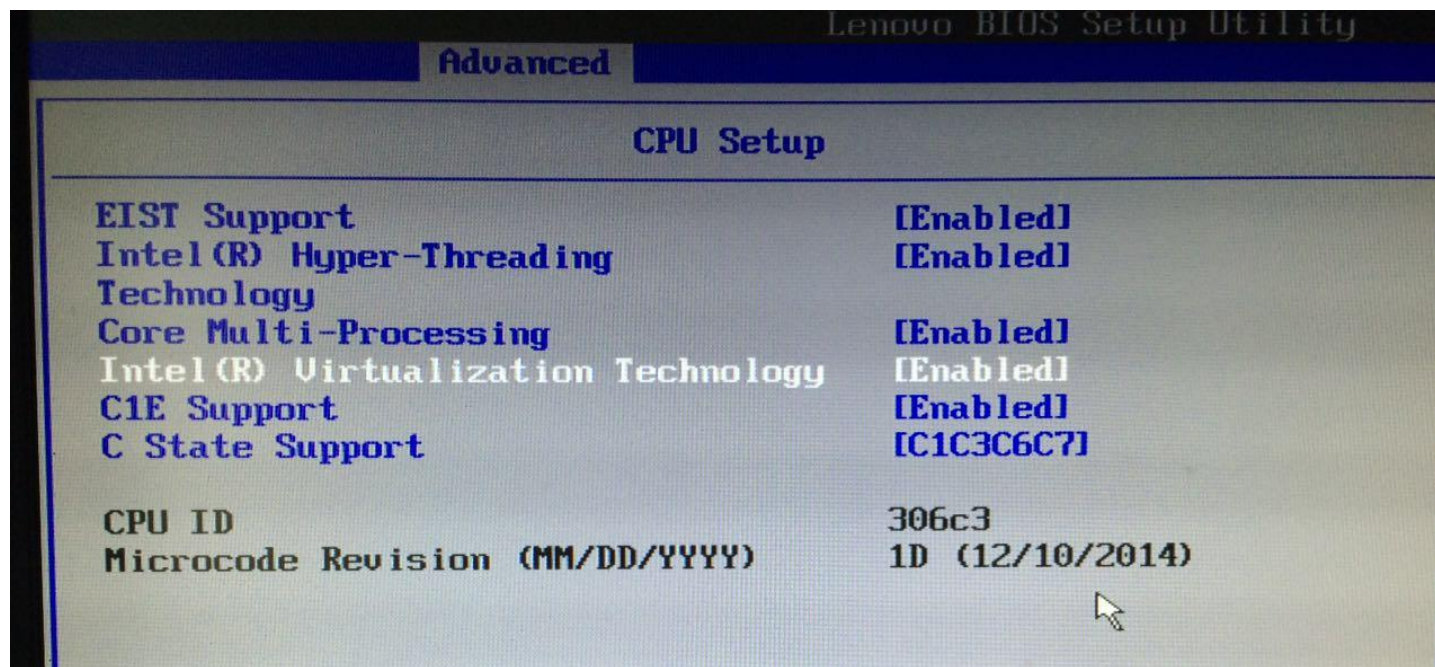 Lenovo BIOS Setup Utility
Advanced
CPU Setup
EIST Support [Enabled]
Intel(R) Hyper-Threading [Enabled]
Technology
Core Multi-Processing [Enabled]
Intel(R) Virtualization Technology [Enabled]
C1E Support [Enabled]
C State Support [C1C3C6C7]
CPU ID 306c3
Microcode Revision (MM/DD/YYYY) 1D (12/10/2014)